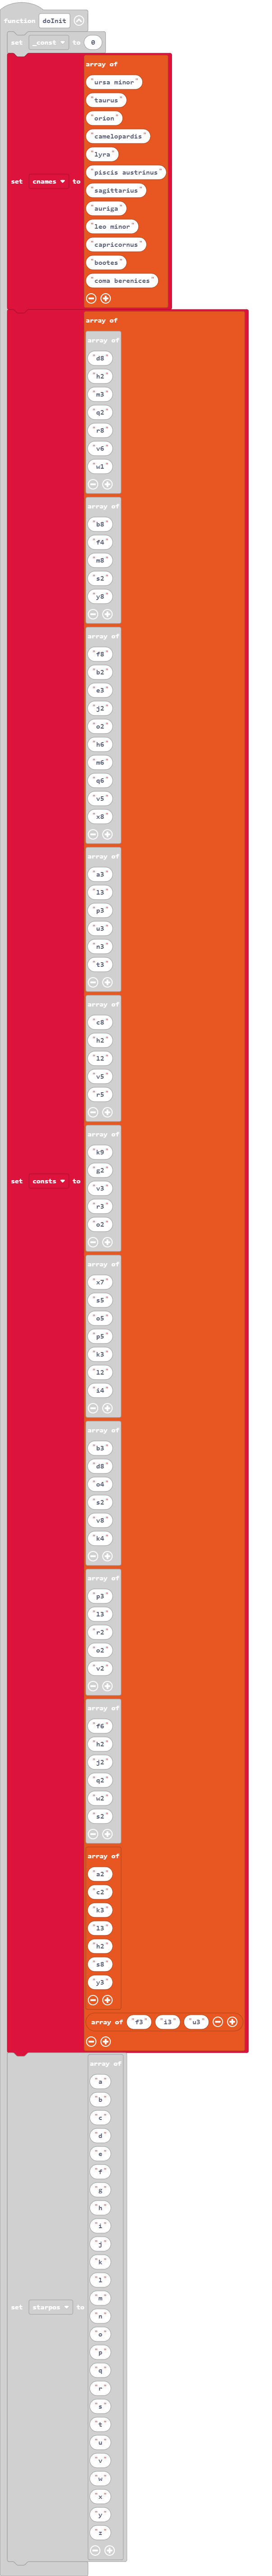 function doInit
set _const to 0
array of
"ursa minor"
"taurus"
"orion"
"camelopardis"
"lyra"
"piscis austrinus"
set cnames to "sagittarius"
"auriga"
"leo minor"
"capricornus"
"bootes"
"coma berenices"
array of
array of
"d8"
"h2"
"m3"
"q2"
"r8"
"v6"
"u1"
array of
"b8"
"f4"
"m8"
"s2"
"y8"
array of
"f8"
"b2"
"e3"
"j2"
"o2"
"h6"
"m6"
"q6"
"v5"
"x8"
array of
"a3"
"l3"
"p3"
"u3"
"n3"
"t3"
array of
"c8"
"h2"
"l2"
"v5"
"r5"
array of
"k9"
"g2"
set consts to "v3"
"r3"
"o2"
array of
"x7"
"s5"
"o5"
"p5"
"k3"
"l2"
"i4"
array of
"b3"
"d8"
"o4"
"s2"
"v8"
"k4"
array of
"p3"
"l3"
"r2"
"o2"
"v2"
array of
"f6"
"h2"
"j2"
"q2"
"w2"
"s2"
array of
"a2"
"c2"
"k3"
"l3"
"h2"
"s8"
"y3"
array of "f3" "i3" "u3"
array of
"a"
"b"
"c"
"d"
"e"
"f"
"g"
"h"
"i"
"j"
"k"
"l"
"m"
set starpos to "n"
"o"
"p"
"q"
"r"
"s"
"t"
"u"
"v"
"w"
"x"
"y"
"z"